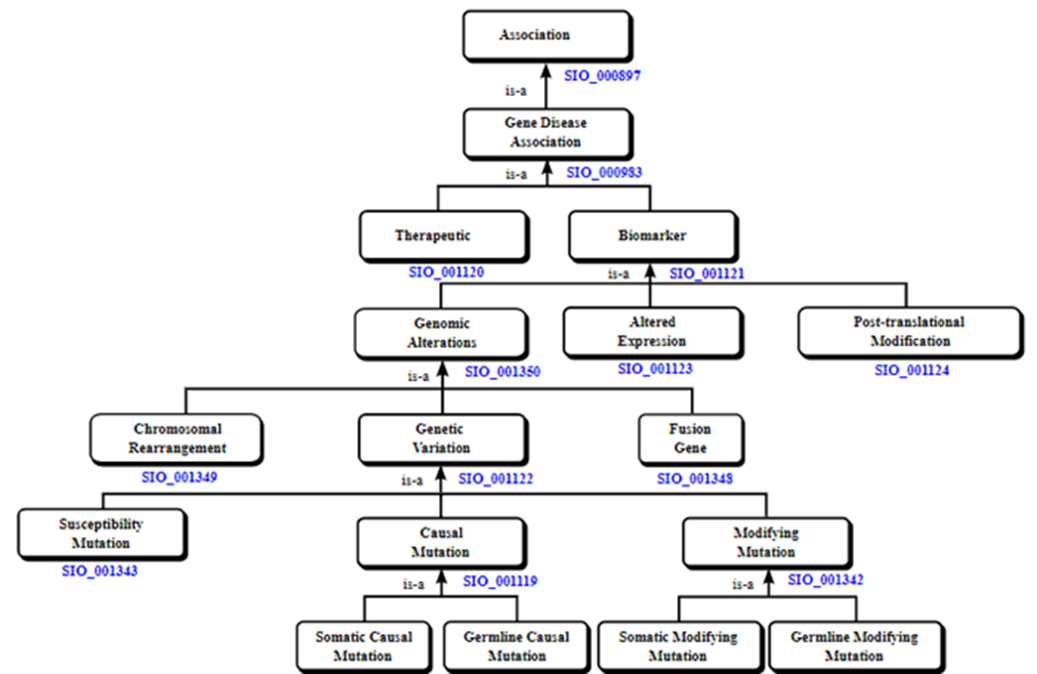 Association
SIO_000897
is-a
Gene Disease
Association
SIO_000983
is-a
Therapeutic
SIO_001120
Biomarker
SIO_001121
is-a
Genomic
Alterations
SIO_001350
Altered
Expression
SIO_001123
Post-translational
Modification
SIO_001124
is-a
Chromosomal
Rearrangement
SIO_001349
Genetic
Variation
SIO_001122
Fusion
Gene
SIO_001348
is-a
Susceptibility
Mutation
SIO_001343
Causal
Mutation
SIO_001119
Modifying
Mutation
SIO_001342
is-a
is-a
Somatic Causal
Mutation
Germline Causal
Mutation
Somatic Modifying
Mutation
Germline Modifying
Mutation